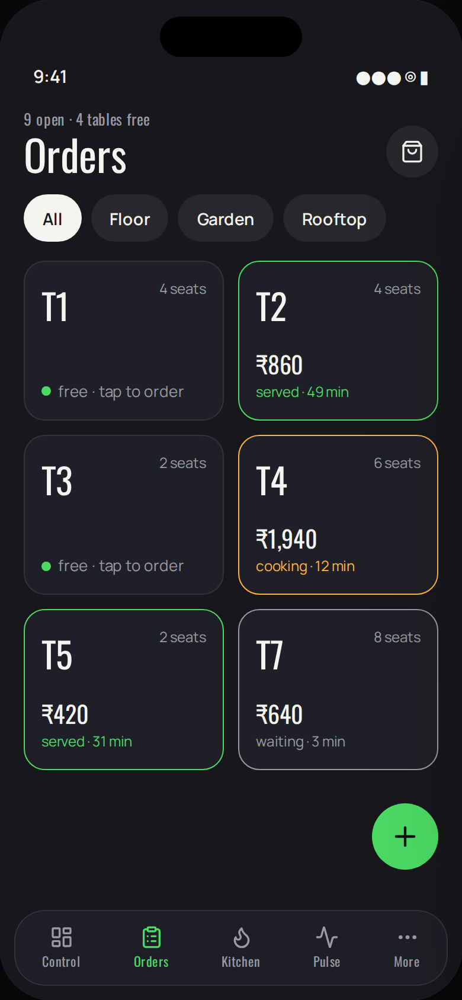 9:41
9 open · 4 tables free
Orders
All
Floor
Garden
Rooftop
T1
4 seats
free · tap to order
T2
4 seats
₹860
served · 49 min
T3
2 seats
free · tap to order
T4
6 seats
₹1,940
cooking · 12 min
T5
2 seats
₹420
served · 31 min
T7
8 seats
₹640
waiting · 3 min
Control
Orders
Kitchen
Pulse
More